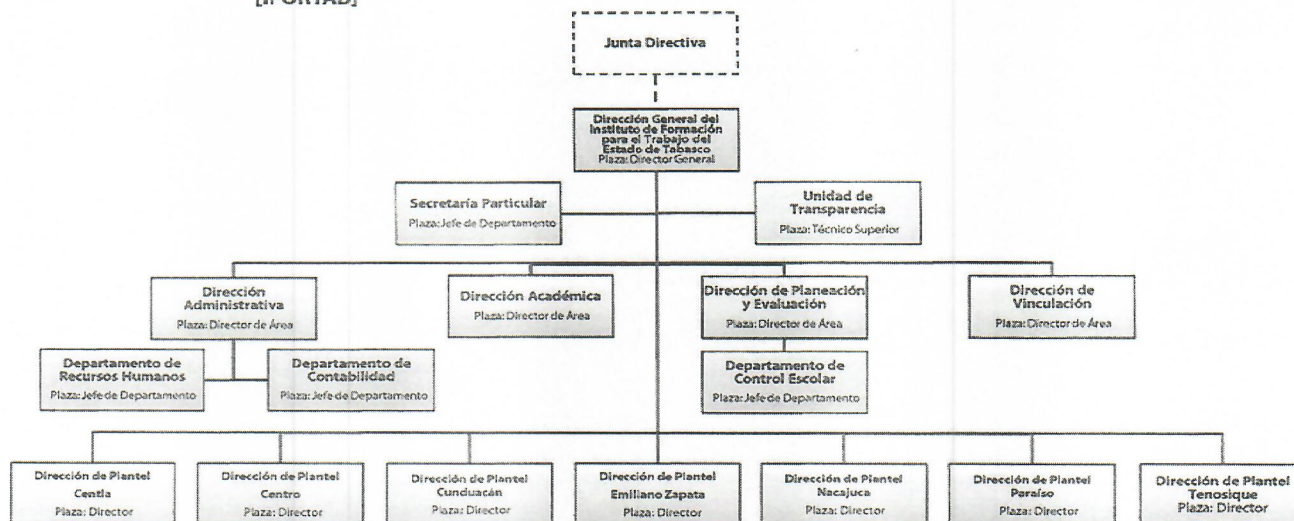 Junta Directiva
Dirección General del
Instituto de Formación
para el Trabajo del
Estado de Tabasco
Plaza: Director General
Secretaría Particular
Plaza: Jefe de Departamento
Unidad de
Transparencia
Plaza: Técnico Superior
Dirección
Administrativa
Plaza: Director de Área
Dirección Académica
Plaza: Director de Área
Dirección de Planeación
y Evaluación
Plaza: Director de Área
Dirección de
Vinculación
Plaza: Director de Área
Departamento de
Recursos Humanos
Plaza: Jefe de Departamento
Departamento de
Contabilidad
Plaza: Jefe de Departamento
Departamento de
Control Escolar
Plaza: Jefe de Departamento
Dirección de Plantel
Centla
Plaza: Director
Dirección de Plantel
Centro
Plaza: Director
Dirección de Plantel
Cunduacán
Plaza: Director
Dirección de Plantel
Emiliano Zapata
Plaza: Director
Dirección de Plantel
Nacajuca
Plaza: Director
Dirección de Plantel
Paraíso
Plaza: Director
Dirección de Plantel
Tenosique
Plaza: Director